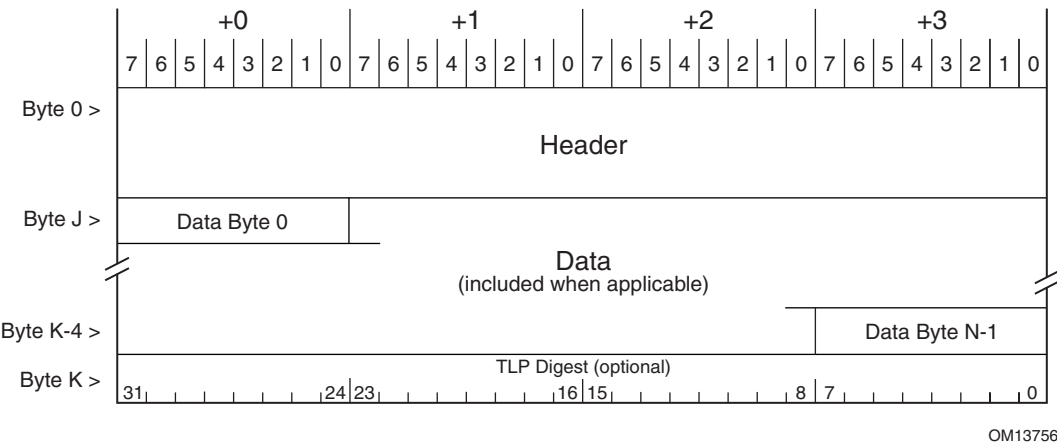 +0 +1 +2 +3
7 6 5 4 3 2 1 0 7 6 5 4 3 2 1 0 7 6 5 4 3 2 1 0 7 6 5 4 3 2 1 0
Byte 0 >
Header
Byte J > Data Byte 0
Data
(included when applicable)
Byte K-4 > Data Byte N-1
TLP Digest (optional)
Byte K > 31 24 23 16 15 8 7 0
OM13756